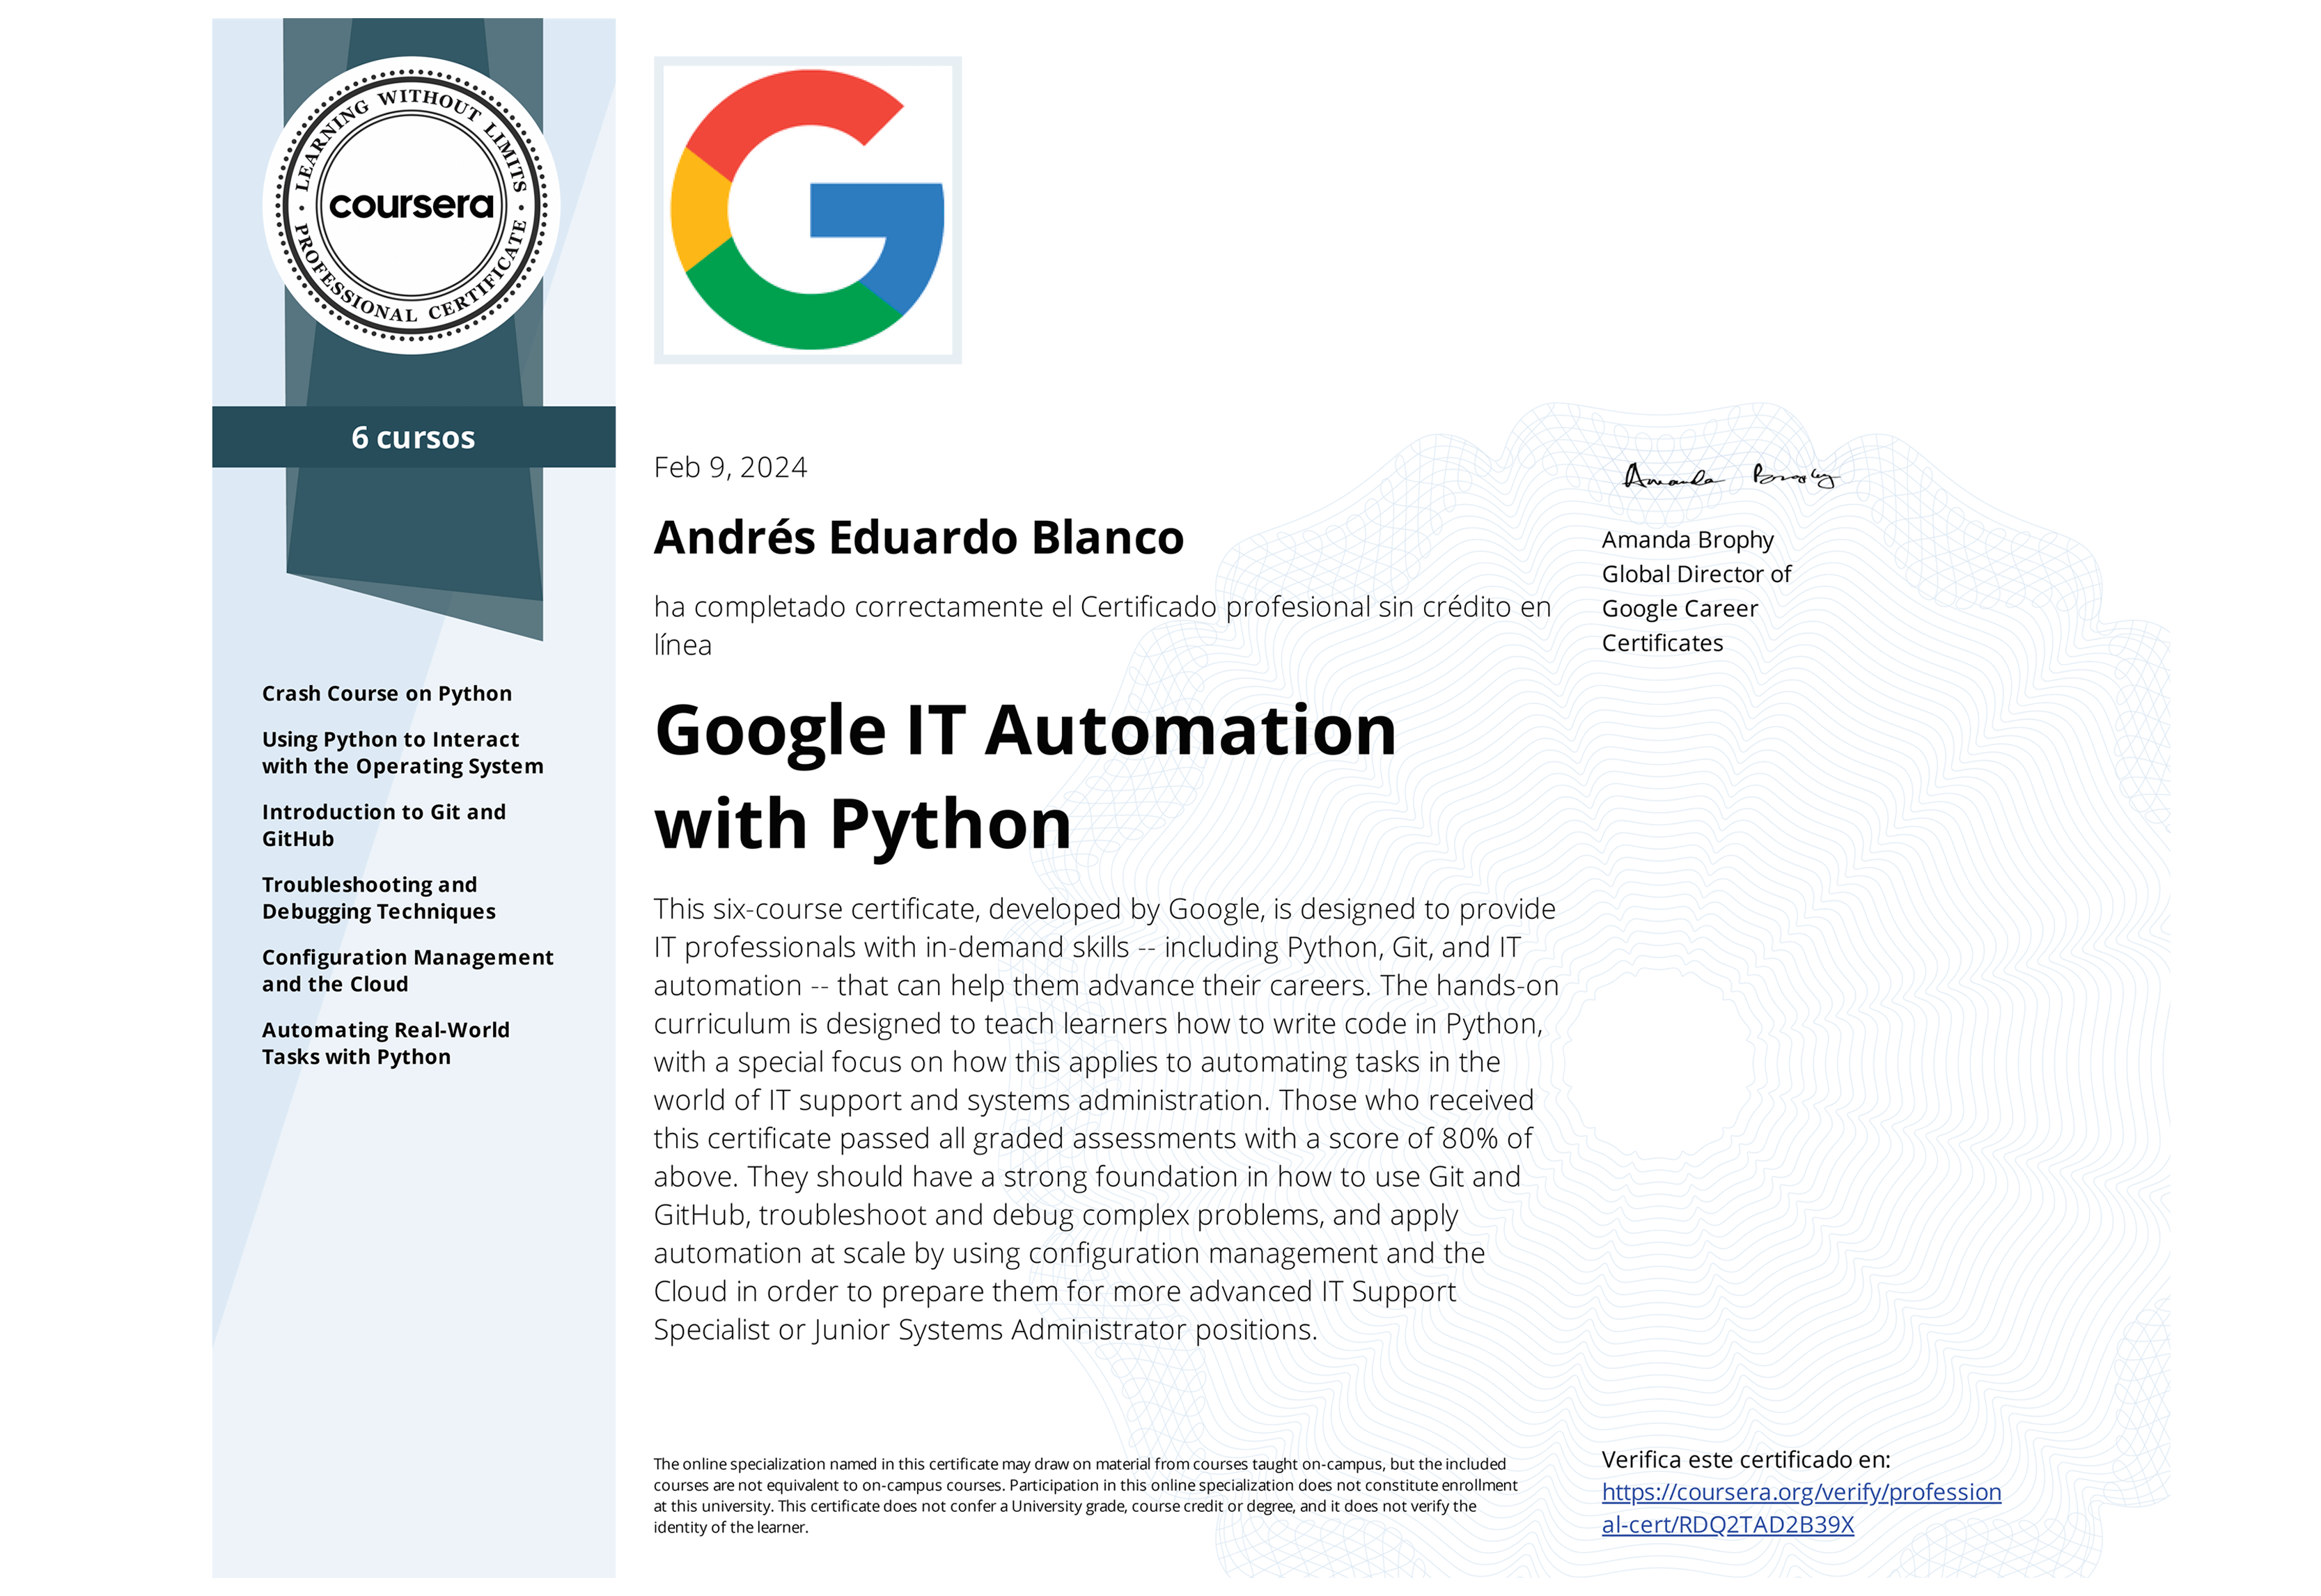 LEARNING WITHOUT LIMITS
coursera
PROFESSIONAL CERTIFICATE
6 cursos
Crash Course on Python
Using Python to Interact
with the Operating System
Introduction to Git and
GitHub
Troubleshooting and
Debugging Techniques
Configuration Management
and the Cloud
Automating Real-World
Tasks with Python
Feb 9, 2024
Andrés Eduardo Blanco
ha completado correctamente el Certificado profesional sin crédito en
línea
Google IT Automation
with Python
This six-course certificate, developed by Google, is designed to provide
IT professionals with in-demand skills -- including Python, Git, and IT
automation -- that can help them advance their careers. The hands-on
curriculum is designed to teach learners how to write code in Python,
with a special focus on how this applies to automating tasks in the
world of IT support and systems administration. Those who received
this certificate passed all graded assessments with a score of 80% of
above. They should have a strong foundation in how to use Git and
GitHub, troubleshoot and debug complex problems, and apply
automation at scale by using configuration management and the
Cloud in order to prepare them for more advanced IT Support
Specialist or Junior Systems Administrator positions.
The online specialization named in this certificate may draw on material from courses taught on-campus, but the included
courses are not equivalent to on-campus courses. Participation in this online specialization does not constitute enrollment
at this university. This certificate does not confer a University grade, course credit or degree, and it does not verify the
identity of the learner.
Amanda Brophy
Amanda Brophy
Global Director of
Google Career
Certificates
Verifica este certificado en:
https://coursera.org/verify/profession
al-cert/RDQ2TAD2B39X